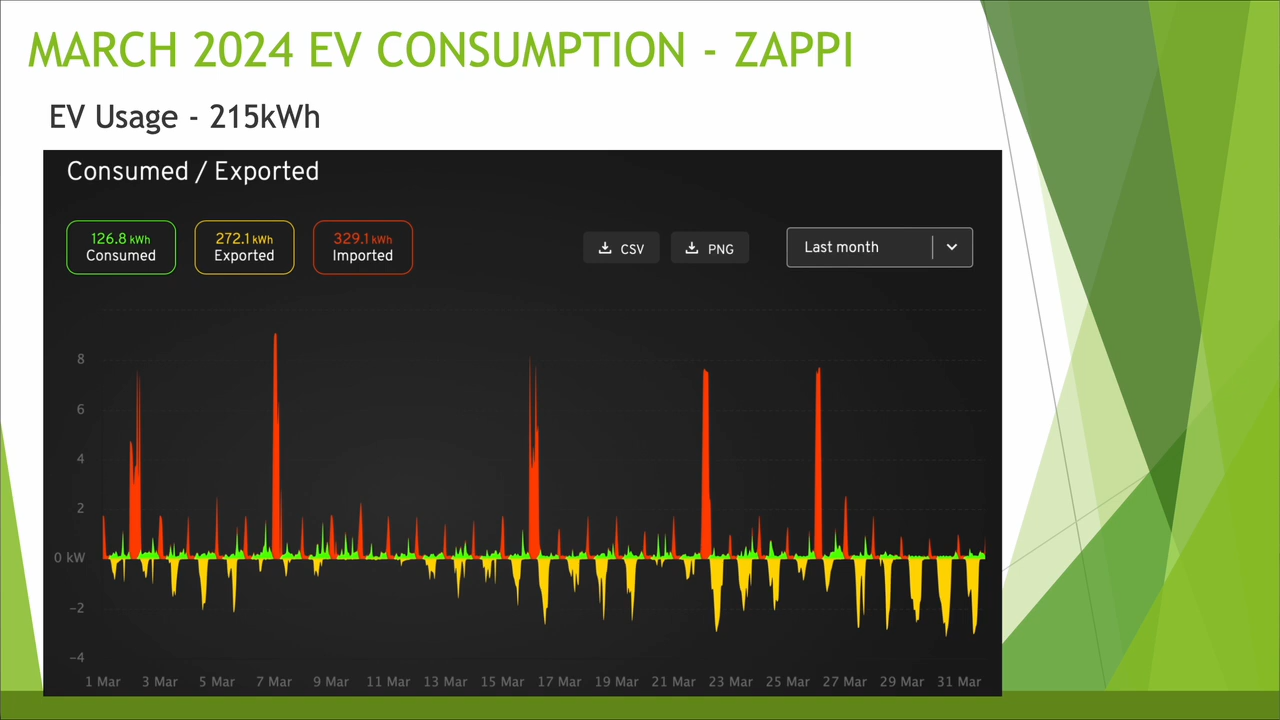 MARCH 2024 EV CONSUMPTION - ZAPPI
EV Usage - 215kWh
Consumed / Exported
126.8 kWh
Consumed
272.1 kWh
Exported
329.1 kWh
Imported
CSV
PNG
Last month
8
6
4
2
0 kW
−2
−4
1 Mar 3 Mar 5 Mar 7 Mar 9 Mar 11 Mar 13 Mar 15 Mar 17 Mar 19 Mar 21 Mar 23 Mar 25 Mar 27 Mar 29 Mar 31 Mar